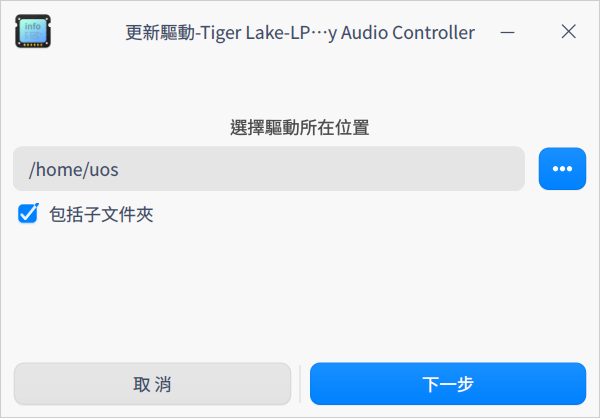 info
更新驅動-Tiger Lake-LP…y Audio Controller
選擇驅動所在位置
/home/uos
包括子文件夾
取 消
下一步